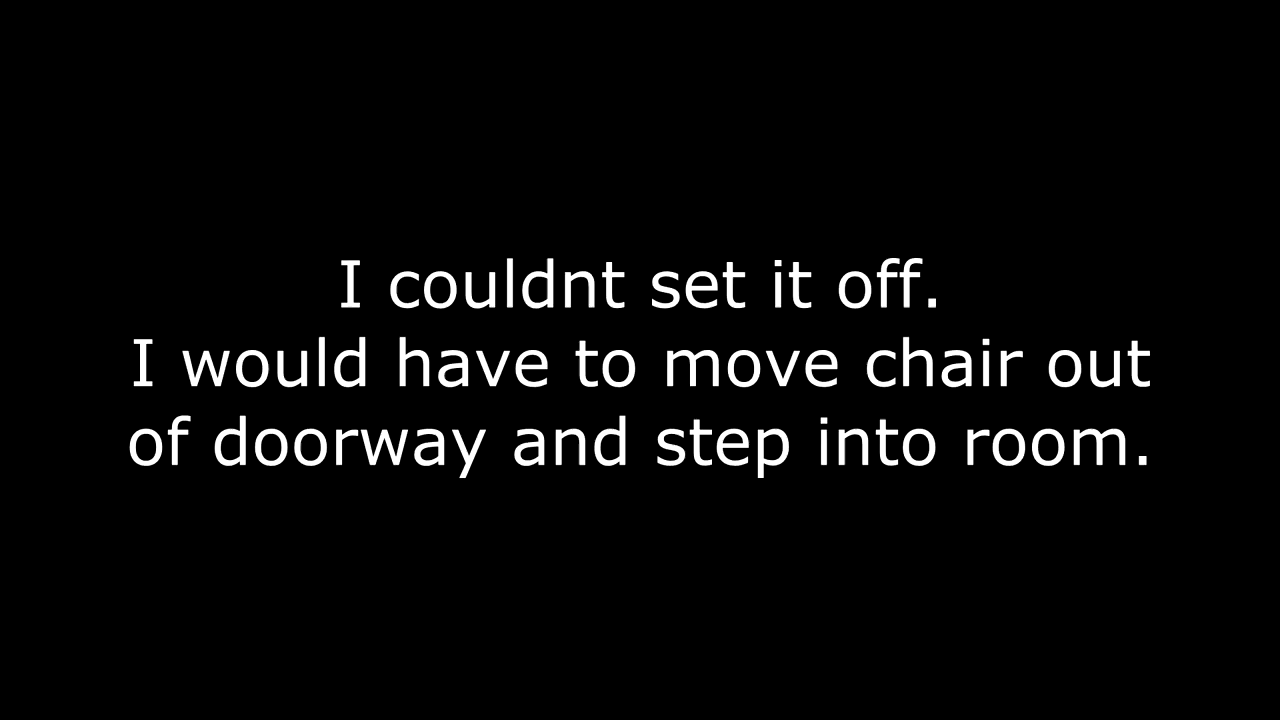 I couldnt set it off.
I would have to move chair out
of doorway and step into room.